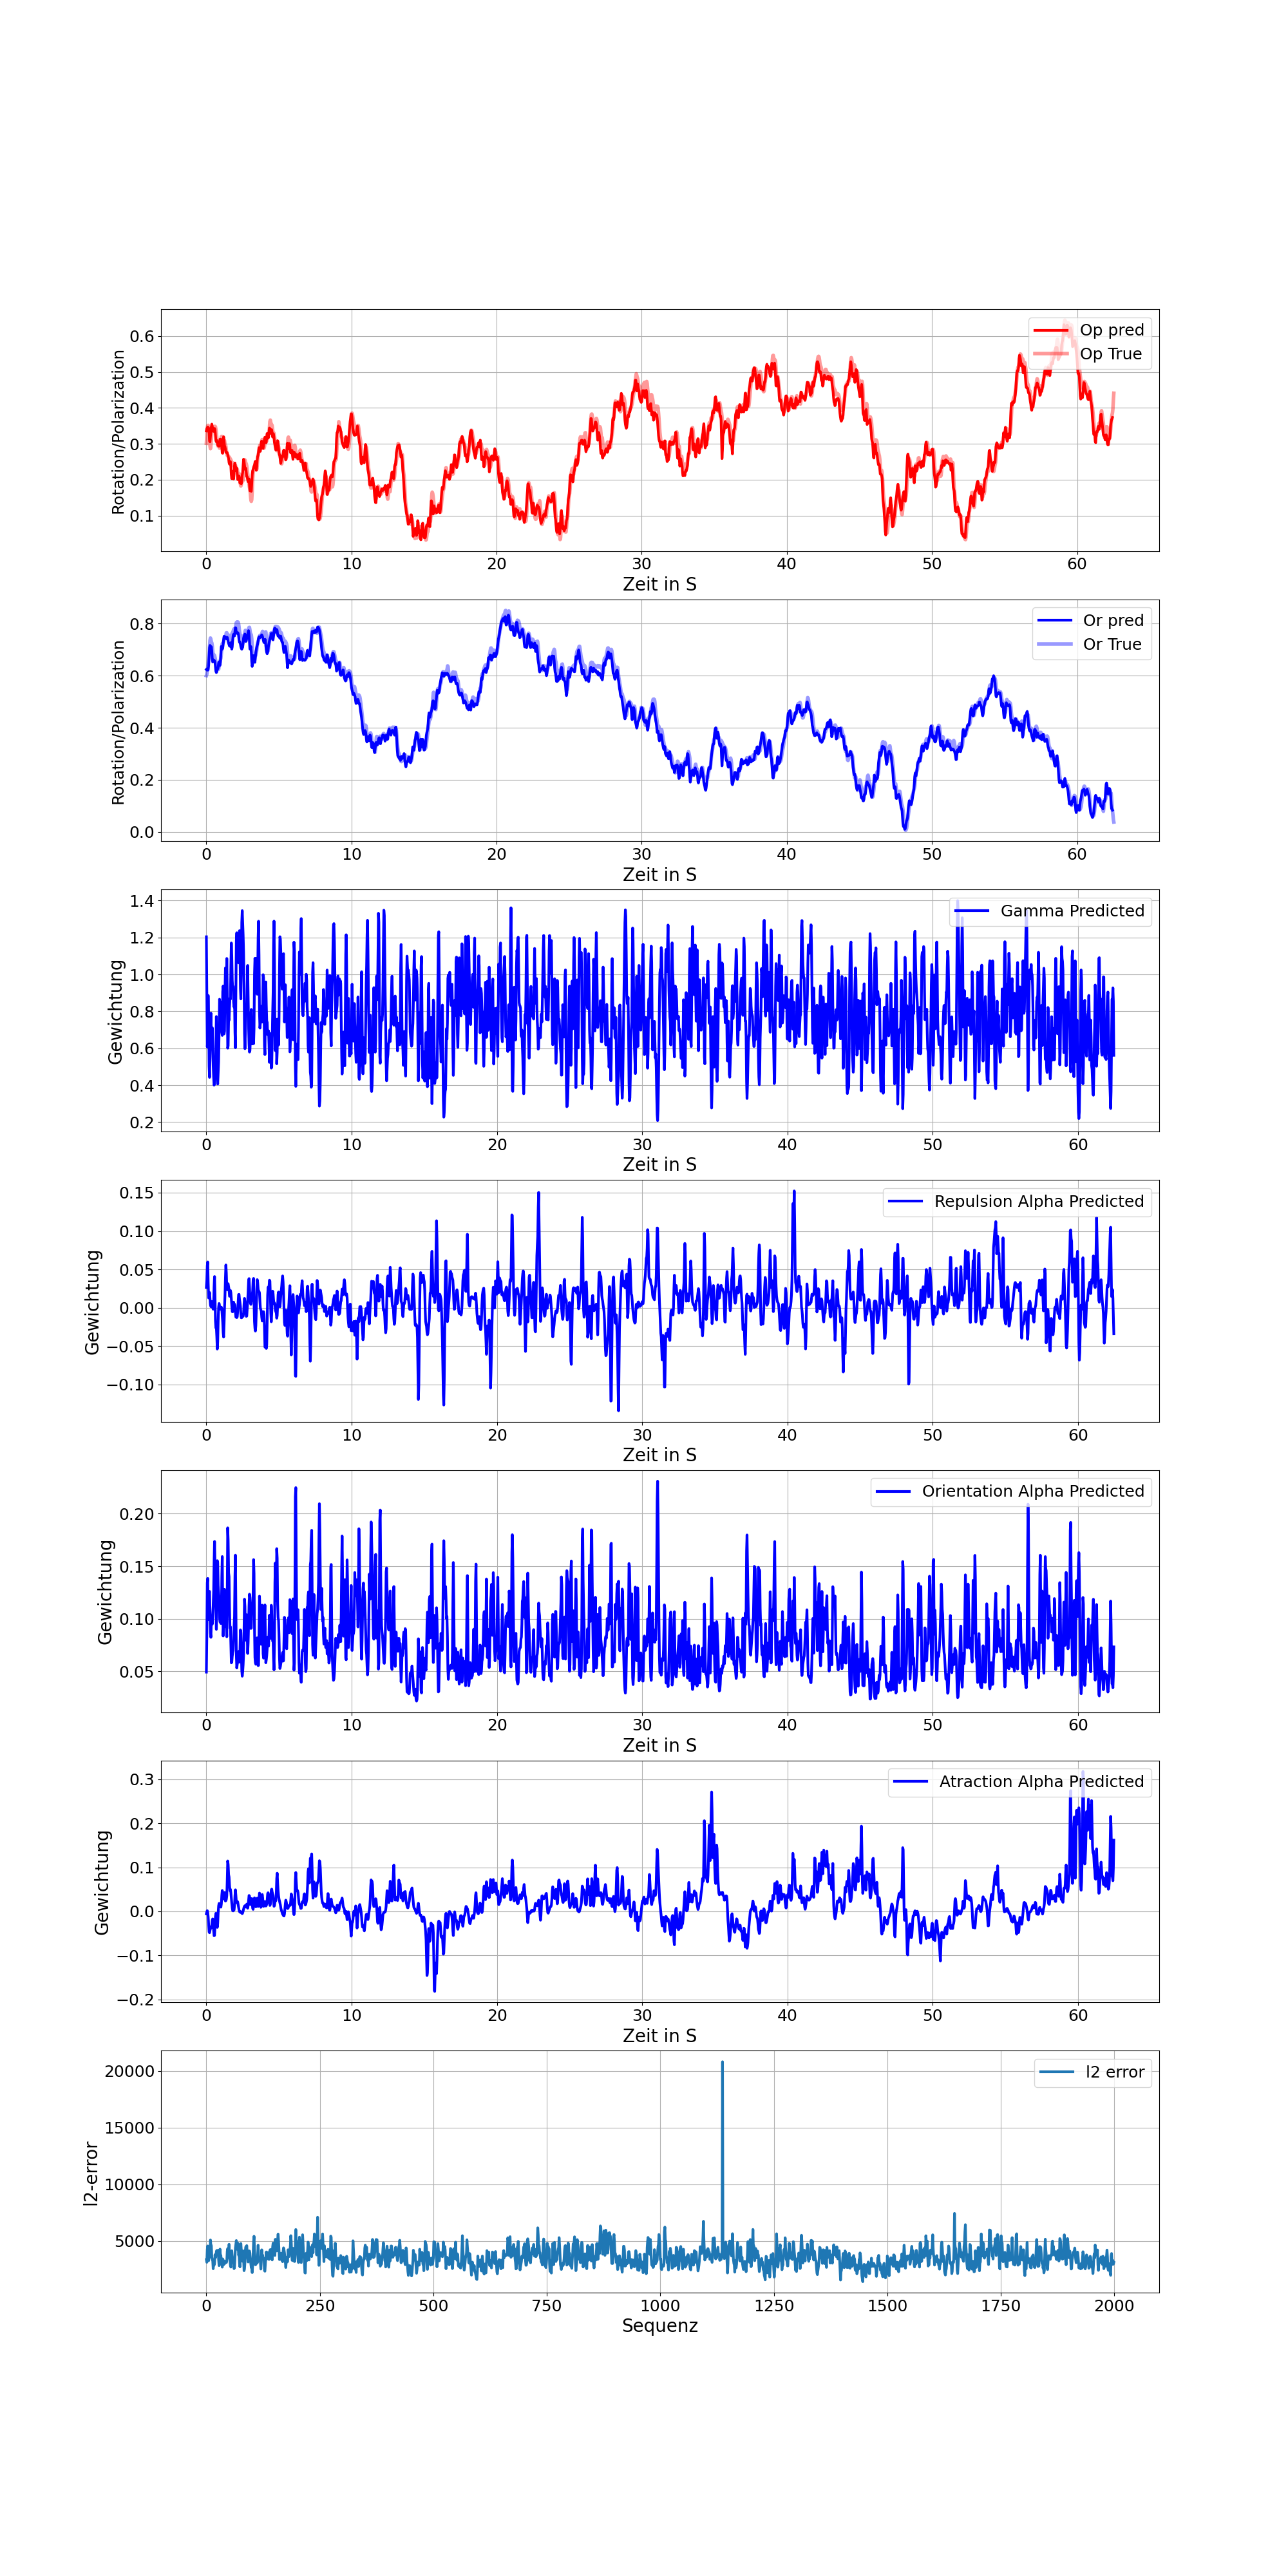 Op pred
Op True
Rotation/Polarization
0.6
0.5
0.4
0.3
0.2
0.1
0 10 20 30 40 50 60
Zeit in S
Or pred
Or True
Rotation/Polarization
0.8
0.6
0.4
0.2
0.0
0 10 20 30 40 50 60
Zeit in S
Gamma Predicted
Gewichtung
1.4
1.2
1.0
0.8
0.6
0.4
0.2
0 10 20 30 40 50 60
Zeit in S
Repulsion Alpha Predicted
Gewichtung
0.15
0.10
0.05
0.00
−0.05
−0.10
0 10 20 30 40 50 60
Zeit in S
Orientation Alpha Predicted
Gewichtung
0.20
0.15
0.10
0.05
0 10 20 30 40 50 60
Zeit in S
Atraction Alpha Predicted
Gewichtung
0.3
0.2
0.1
0.0
−0.1
−0.2
0 10 20 30 40 50 60
Zeit in S
l2 error
l2-error
20000
15000
10000
5000
0 250 500 750 1000 1250 1500 1750 2000
Sequenz